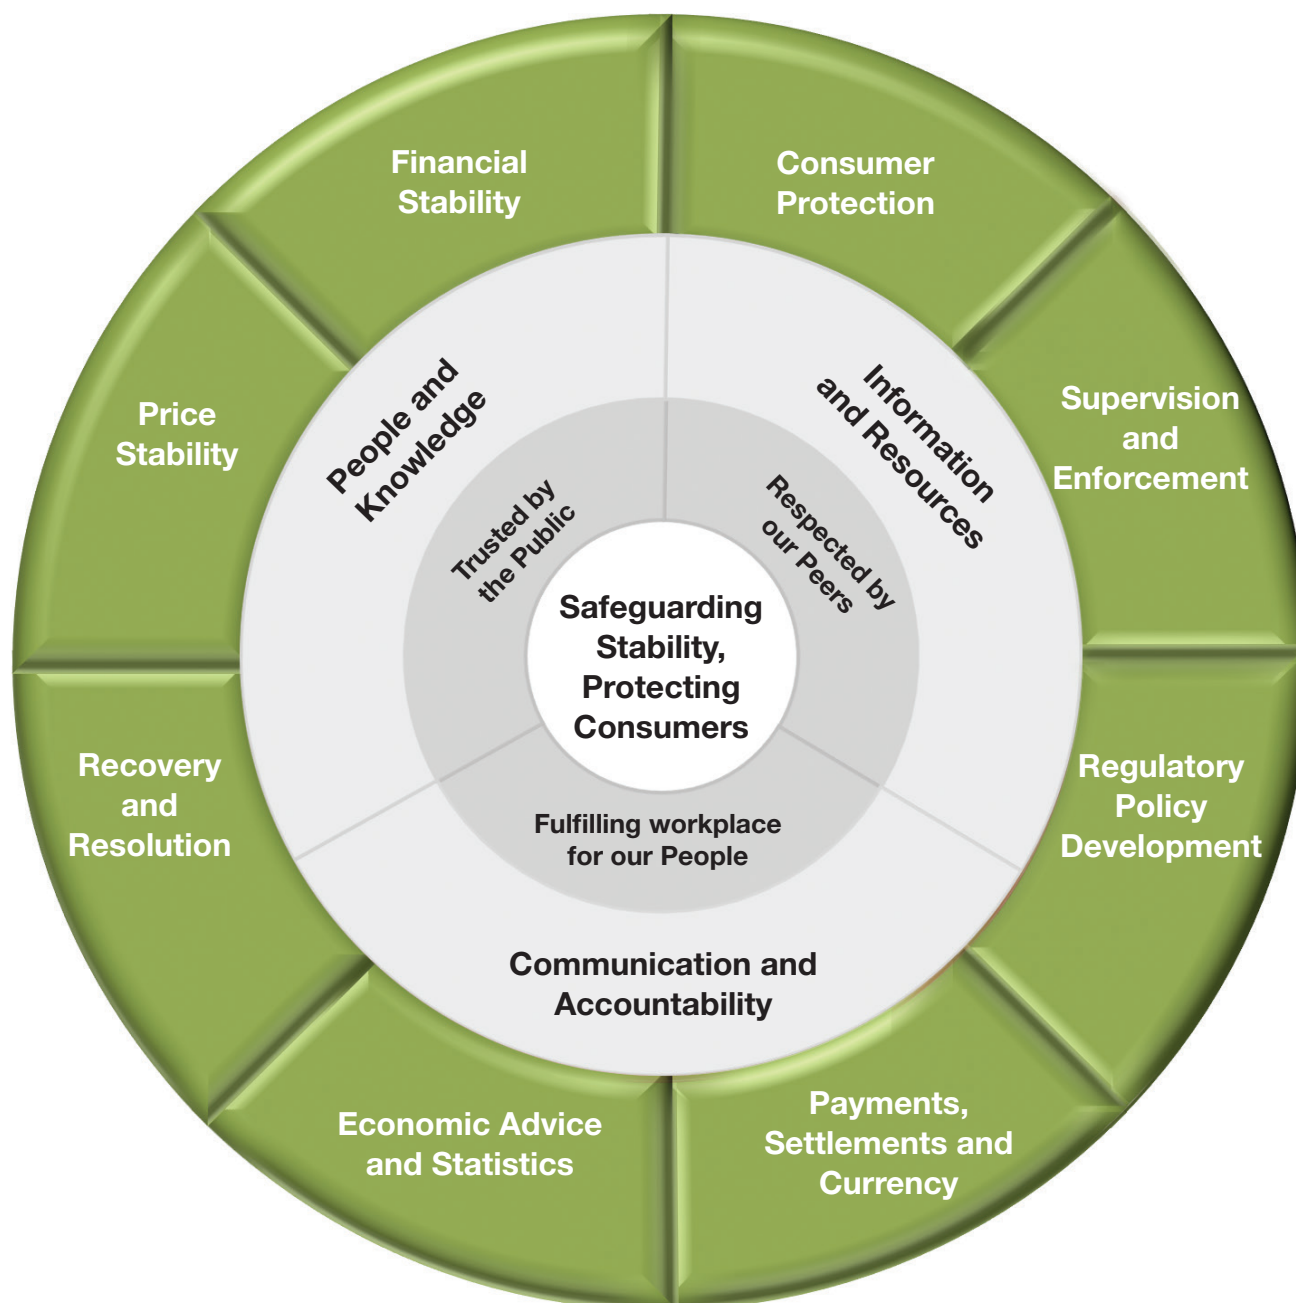 Financial
Stability
Consumer
Protection
Supervision
and
Enforcement
Regulatory
Policy
Development
Payments,
Settlements and
Currency
Economic Advice
and Statistics
Recovery
and
Resolution
Price
Stability
People and
Knowledge
Information
and Resources
Communication and
Accountability
Trusted by
the Public
Respected by
our Peers
Fulfilling workplace
for our People
Safeguarding
Stability,
Protecting
Consumers